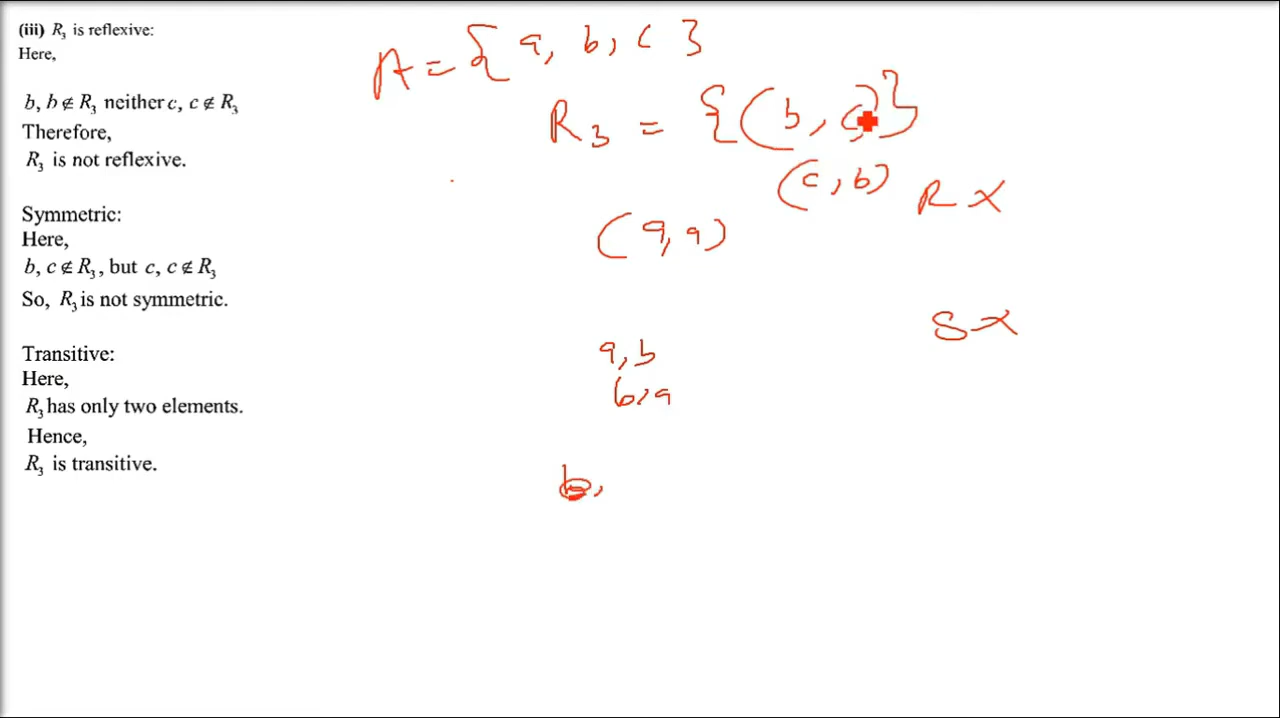 (iii) R₃ is reflexive:
Here,
b, b ∉ R₃ neither c, c ∉ R₃
Therefore,
R₃ is not reflexive.
Symmetric:
Here,
b, c ∉ R₃, but c, c ∉ R₃
So, R₃ is not symmetric.
Transitive:
Here,
R₃ has only two elements.
Hence,
R₃ is transitive.
A = { a, b, c }
R₃ = {(b, c)}
(c, b) R ×
(a, a)
S ×
a, b
b, a
b,